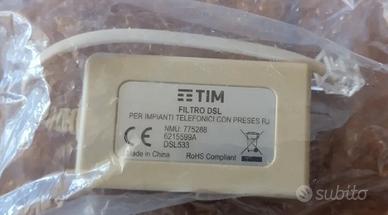 TIM
FILTRO DSL
PER IMPIANTI TELEFONICI CON PRESES RJ
NMU: 775288
6215599A
DSL533
CE
Made in China
RoHS Compliant
subito